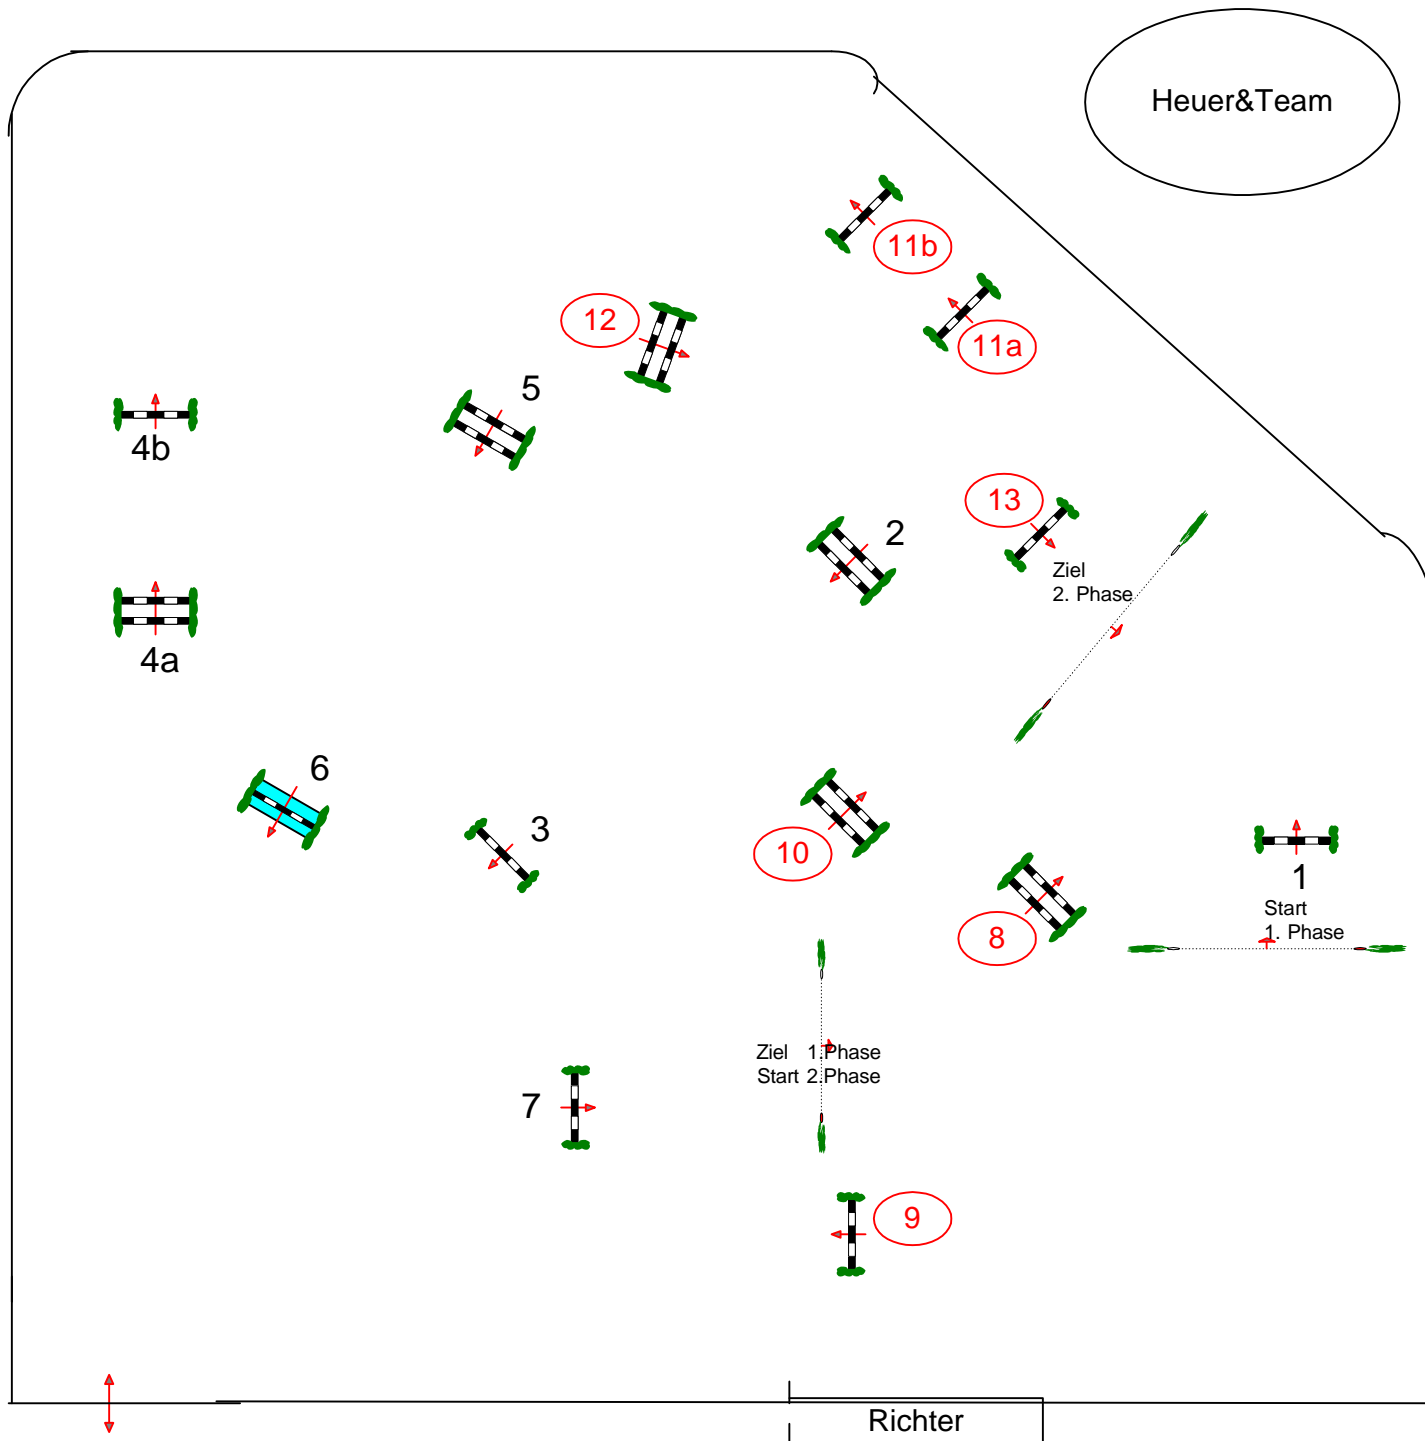 Heuer&Team
11b
12
11a
5
4b
13
2
Ziel
2. Phase
4a
6
3
10
1
Start
1. Phase
8
Ziel 1.Phase
Start 2.Phase
7
9
Richter